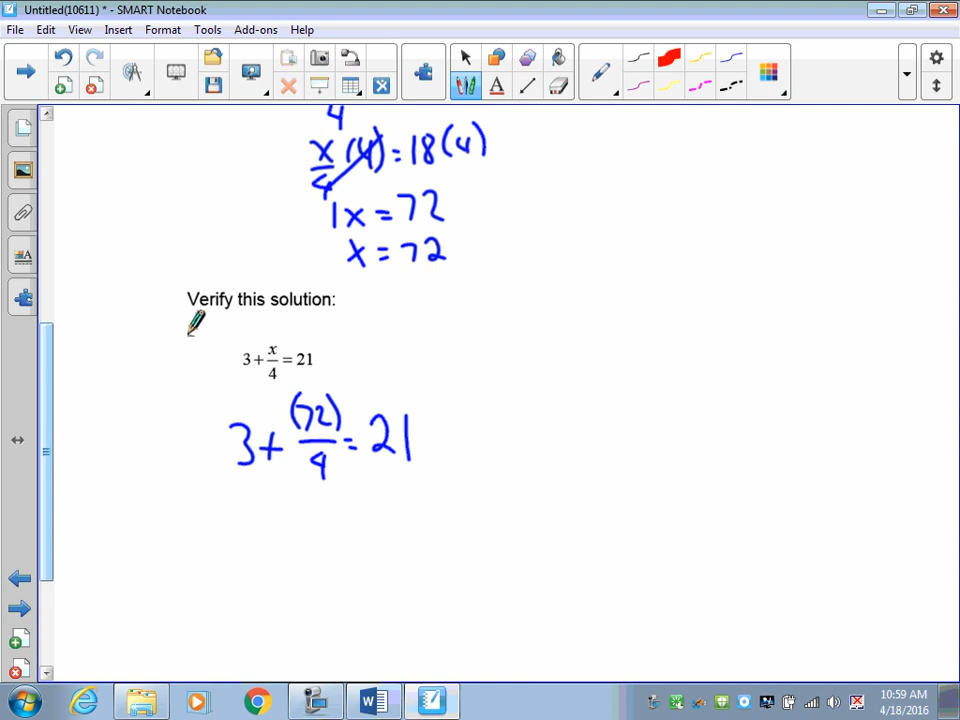 Untitled(10611) * - SMART Notebook
File Edit View Insert Format Tools Add-ons Help
4
x/4 (4) = 18(4)
1x = 72
x = 72
Verify this solution:
3 + x/4 = 21
3 + (72)/4 = 21
10:59 AM
4/18/2016